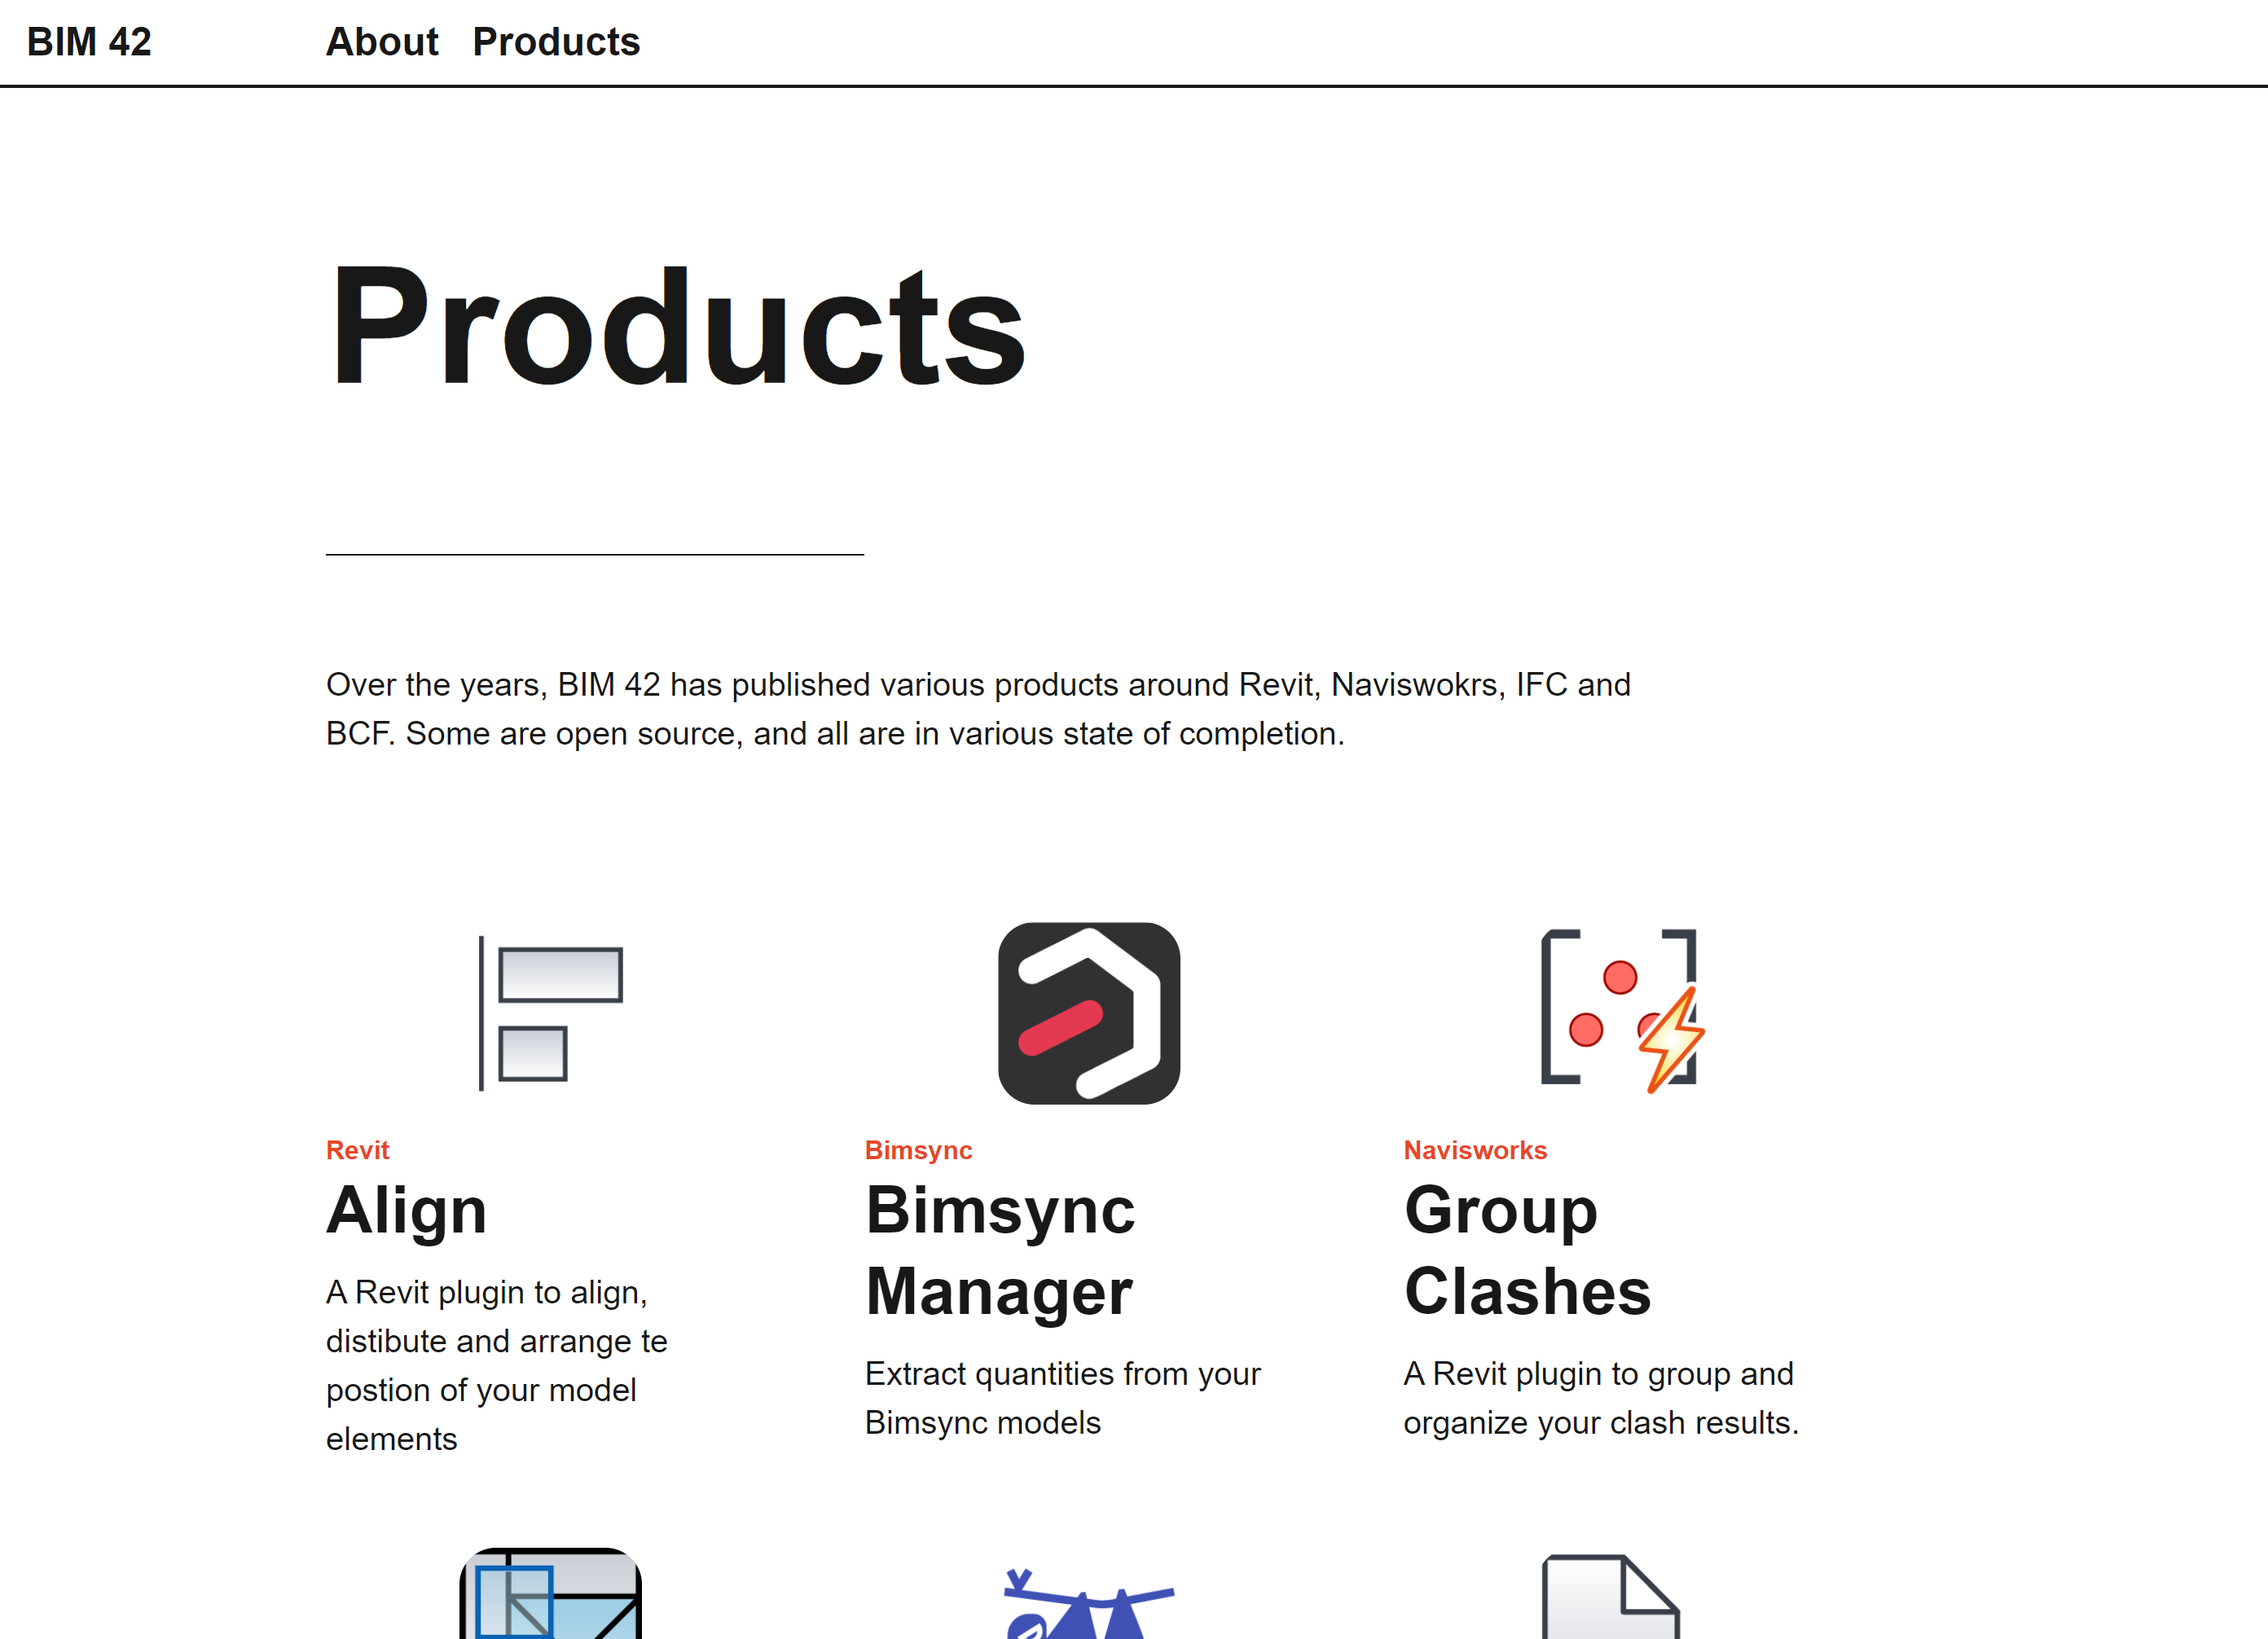 BIM 42
About Products
Products
Over the years, BIM 42 has published various products around Revit, Naviswokrs, IFC and
BCF. Some are open source, and all are in various state of completion.
Revit
Align
A Revit plugin to align,
distibute and arrange te
postion of your model
elements
Bimsync
Bimsync
Manager
Extract quantities from your
Bimsync models
Navisworks
Group
Clashes
A Revit plugin to group and
organize your clash results.